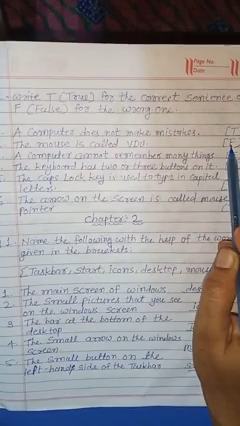 Page No.
Date
Write T (True) for the correct sentence &
F (False) for the wrong one.
A Computer does not make mistakes. [T
The mouse is called VDU. [F
A computer cannot remember many things
The keyboard has two or three buttons on it.
The Caps Lock key is used to type in capital
letters.
The arrow on the screen is called mouse
pointer
Chapter: 2
Q 1. Name the following with the help of the
given in the brackets.
[Taskbar, start, Icons, desktop, mou
1. The main screen of windows. des
2. The small pictures that you see
on the windows screen
3 The bar at the bottom of the
desktop
4. The small arrow on the windows
screen
5. The small button on the
left-hand side of the Taskbar